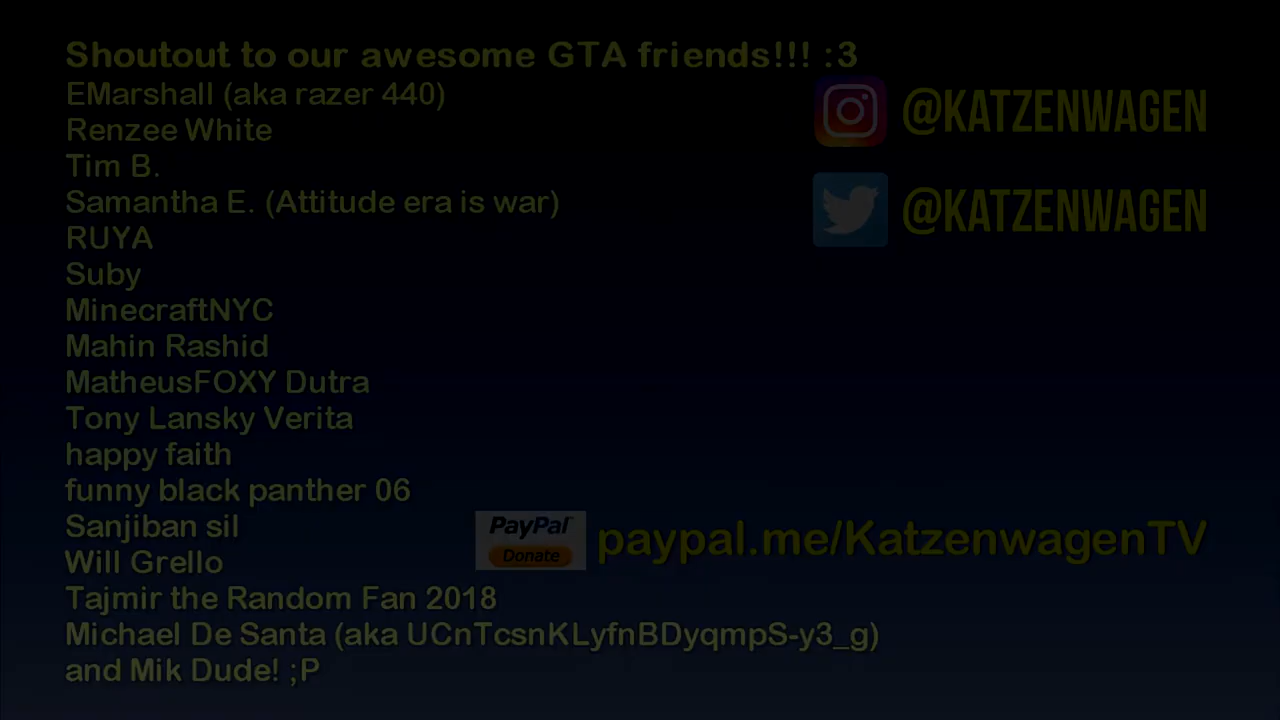 Shoutout to our awesome GTA friends!!! :3
EMarshall (aka razer 440)
Renzee White
Tim B.
Samantha E. (Attitude era is war)
RUYA
Suby
MinecraftNYC
Mahin Rashid
MatheusFOXY Dutra
Tony Lansky Verita
happy faith
funny black panther 06
Sanjiban sil
Will Grello
Tajmir the Random Fan 2018
Michael De Santa (aka UCnTcsnKLyfnBDyqmpS-y3_g)
and Mik Dude! ;P
@KATZENWAGEN
@KATZENWAGEN
PayPal
Donate
paypal.me/KatzenwagenTV